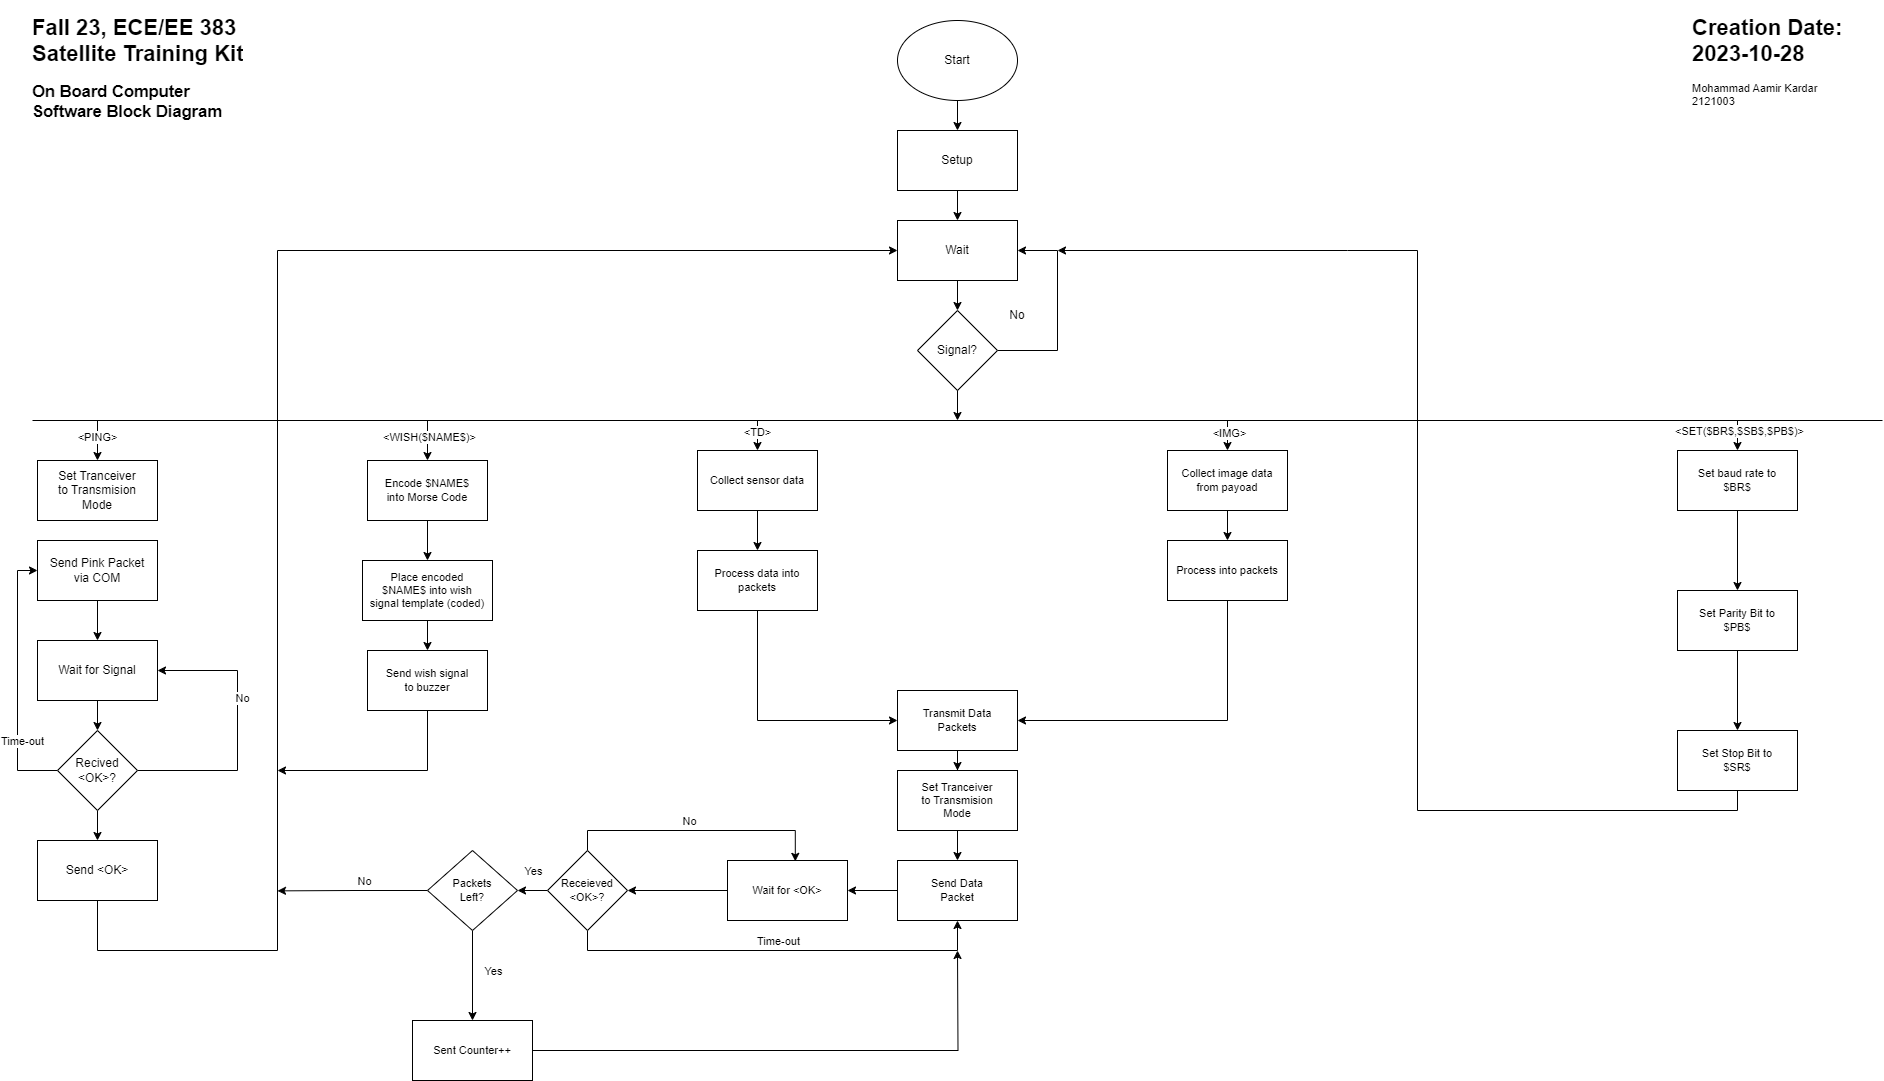 Fall 23, ECE/EE 383
Satellite Training Kit
On Board Computer
Software Block Diagram
Creation Date:
2023-10-28
Mohammad Aamir Kardar
2121003
Start
Setup
Wait
No
Signal?
<PING>
<WISH($NAME$)>
<TD>
<IMG>
<SET($BR$,$SB$,$PB$)>
Set Tranceiver
to Transmision
Mode
Send Pink Packet
via COM
Wait for Signal
No
Time-out
Recived
<OK>?
Send <OK>
Encode $NAME$
into Morse Code
Place encoded
$NAME$ into wish
signal template (coded)
Send wish signal
to buzzer
Collect sensor data
Process data into
packets
Collect image data
from payoad
Process into packets
Set baud rate to
$BR$
Set Parity Bit to
$PB$
Set Stop Bit to
$SR$
Transmit Data
Packets
Set Tranceiver
to Transmision
Mode
Send Data
Packet
Wait for <OK>
No
Receieved
<OK>?
Time-out
Yes
Packets
Left?
No
Yes
Sent Counter++